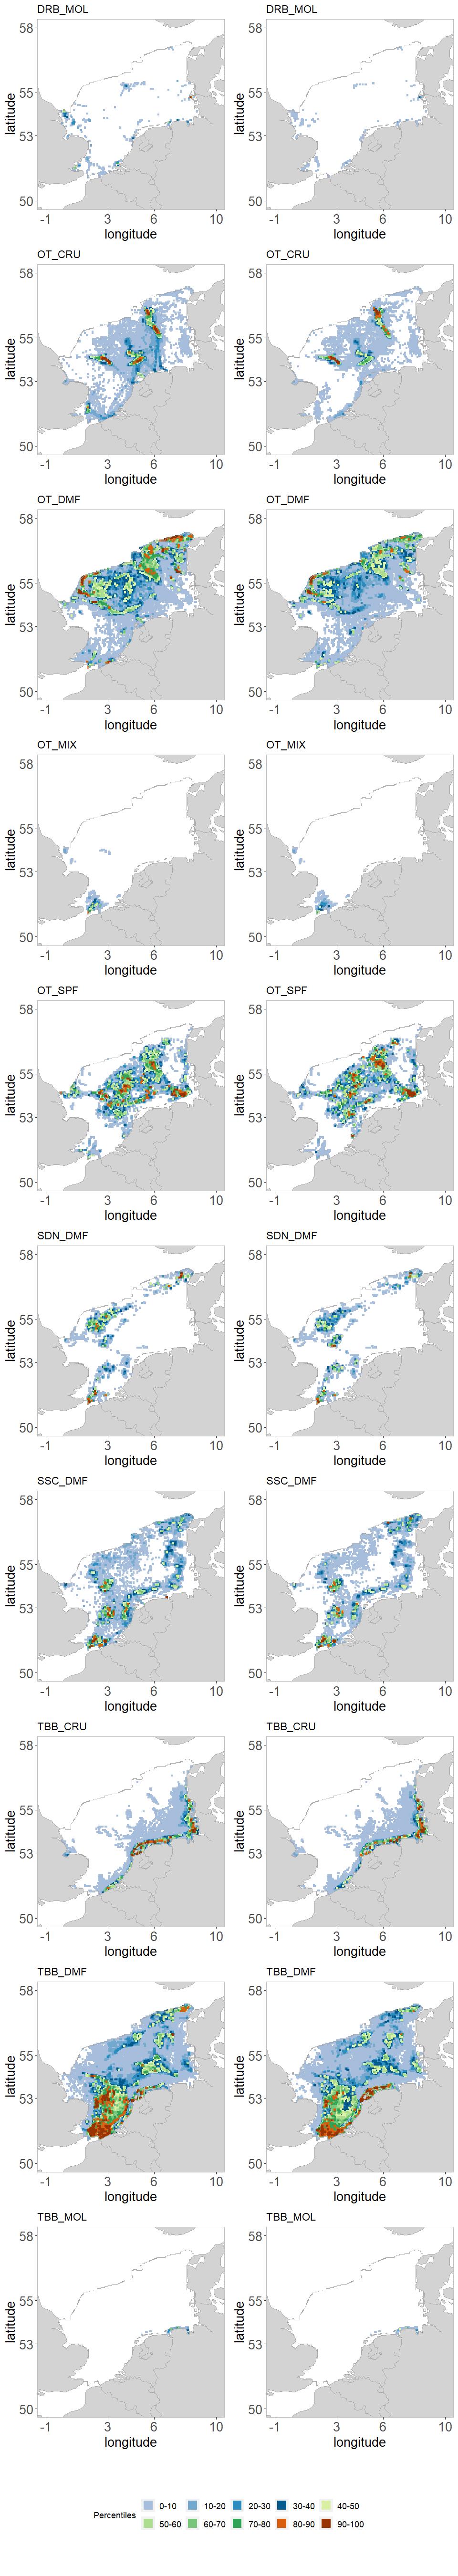 DRB_MOL DRB_MOL
58 58
55 55
53 53
50 50
latitude latitude
-1 3 6 10 -1 3 6 10
longitude longitude
OT_CRU OT_CRU
58 58
55 55
53 53
50 50
latitude latitude
-1 3 6 10 -1 3 6 10
longitude longitude
OT_DMF OT_DMF
58 58
55 55
53 53
50 50
latitude latitude
-1 3 6 10 -1 3 6 10
longitude longitude
OT_MIX OT_MIX
58 58
55 55
53 53
50 50
latitude latitude
-1 3 6 10 -1 3 6 10
longitude longitude
OT_SPF OT_SPF
58 58
55 55
53 53
50 50
latitude latitude
-1 3 6 10 -1 3 6 10
longitude longitude
SDN_DMF SDN_DMF
58 58
55 55
53 53
50 50
latitude latitude
-1 3 6 10 -1 3 6 10
longitude longitude
SSC_DMF SSC_DMF
58 58
55 55
53 53
50 50
latitude latitude
-1 3 6 10 -1 3 6 10
longitude longitude
TBB_CRU TBB_CRU
58 58
55 55
53 53
50 50
latitude latitude
-1 3 6 10 -1 3 6 10
longitude longitude
TBB_DMF TBB_DMF
58 58
55 55
53 53
50 50
latitude latitude
-1 3 6 10 -1 3 6 10
longitude longitude
TBB_MOL TBB_MOL
58 58
55 55
53 53
50 50
latitude latitude
-1 3 6 10 -1 3 6 10
longitude longitude
Percentiles
0-10 10-20 20-30 30-40 40-50
50-60 60-70 70-80 80-90 90-100